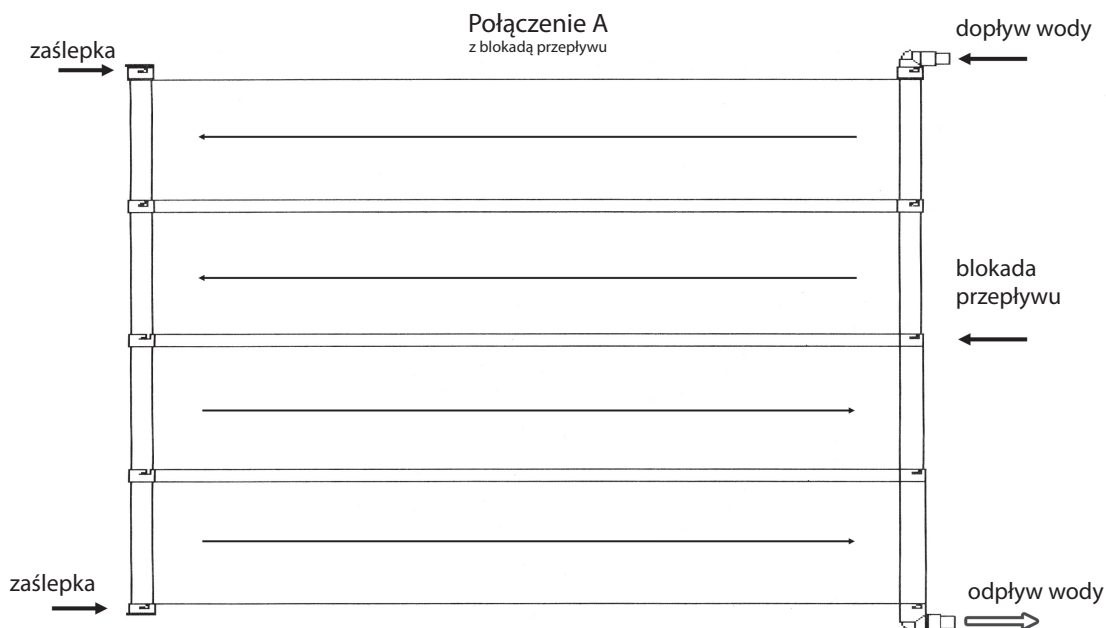 Połączenie A
z blokadą przepływu
zaślepka
dopływ wody
blokada
przepływu
zaślepka
odpływ wody